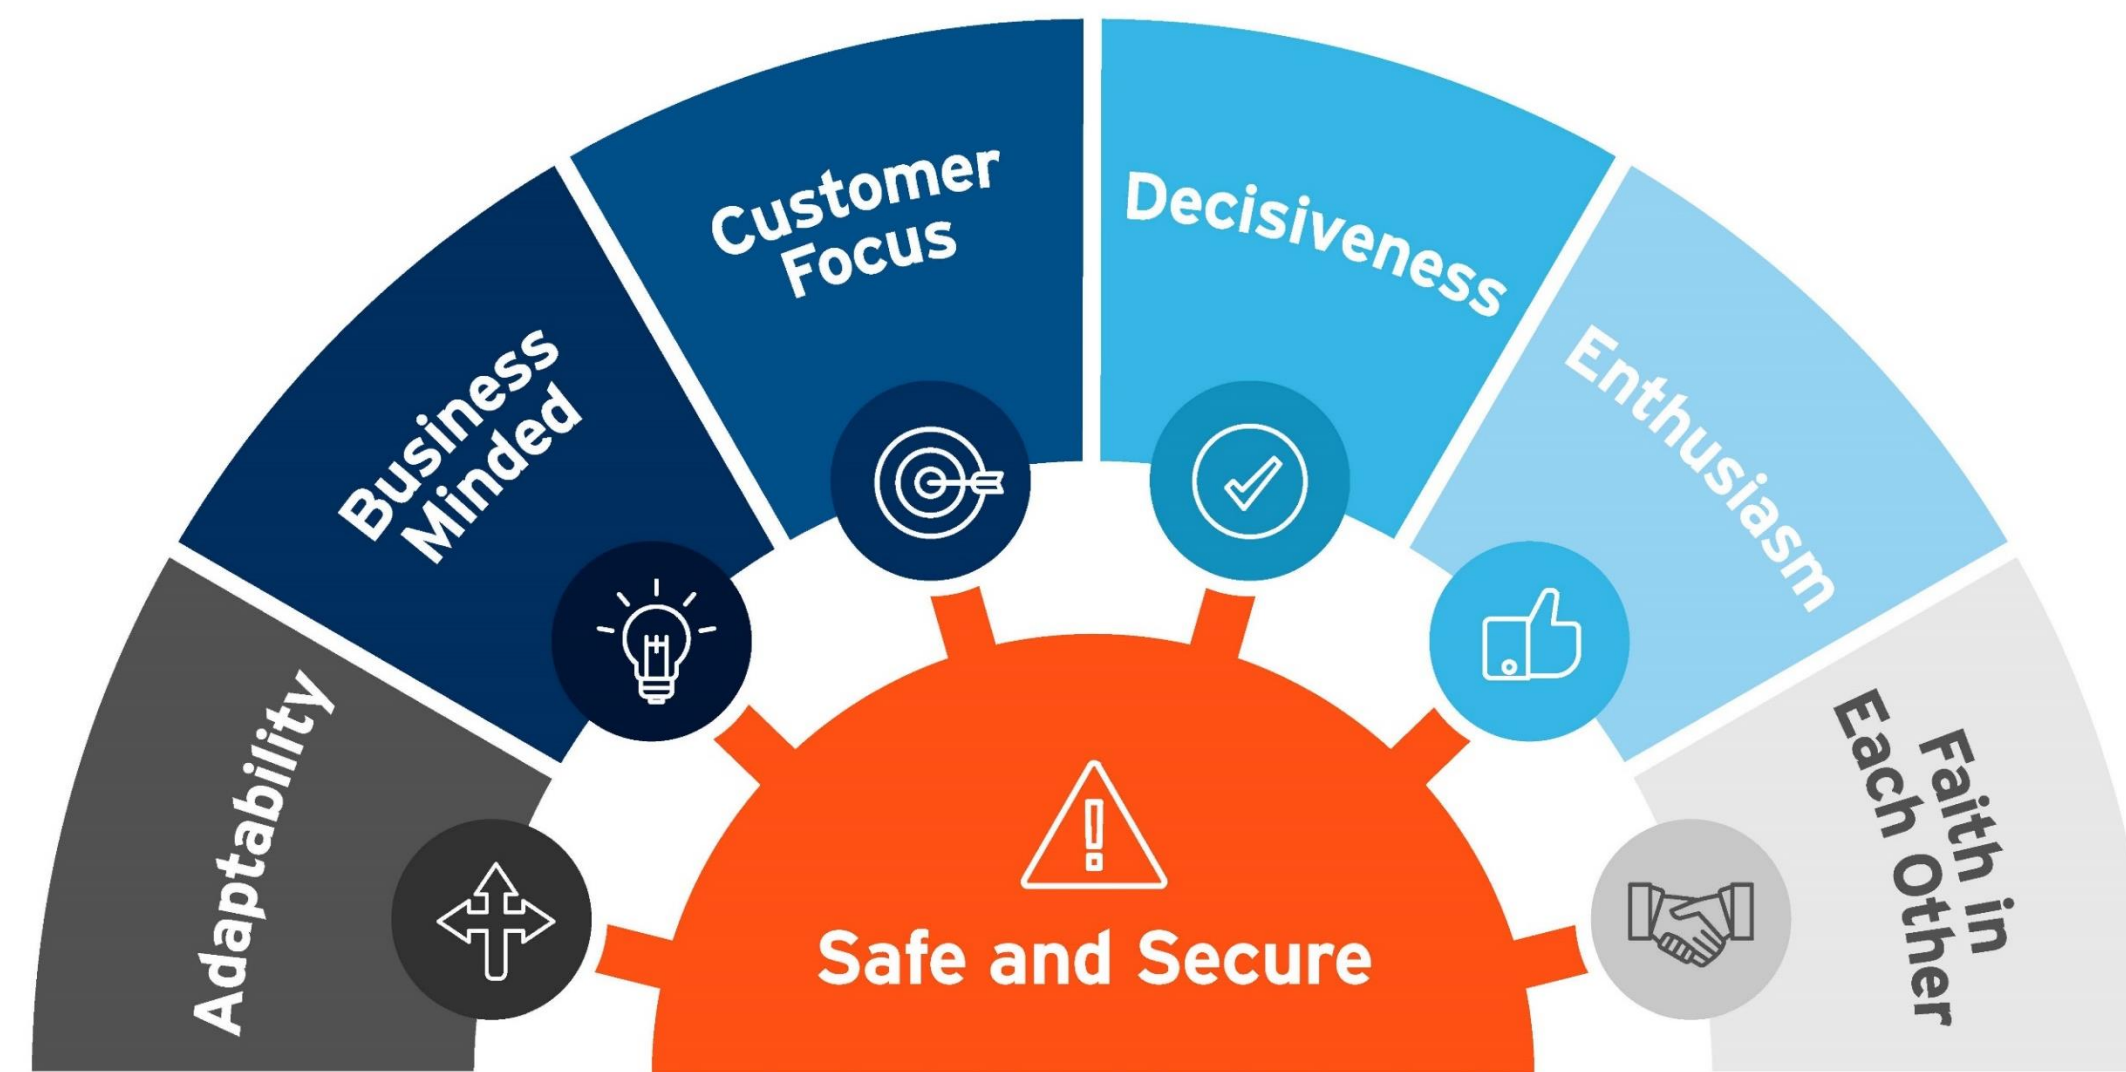 Adaptability
Business
Minded
Customer
Focus
Decisiveness
Enthusiasm
Faith in
Each Other
Safe and Secure